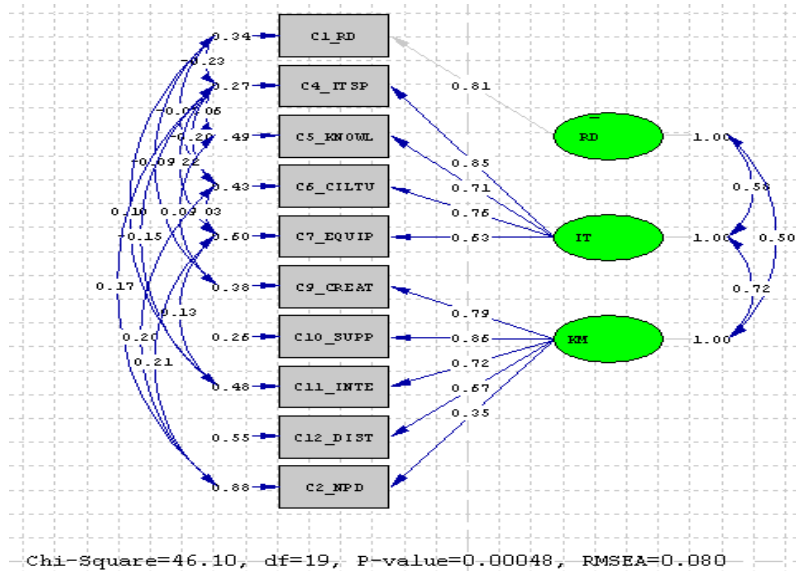 0.34 C1_RD
-0.23
0.27 C4_ITSP 0.81
0.49 C5_KNOWL RD 1.00
0.85
-0.09 22 0.71 0.58
0.43 C6_CILTU
0.76
0.10 0.09 03
0.60 C7_EQUIP 0.63 IT 1.00 0.50
0.15
0.17 0.38 C9_CREAT 0.72
0.13 0.79
0.20 0.26 C10_SUPP 0.86 KM 1.00
0.21 0.72
0.48 C11_INTE 0.67
0.35
0.55 C12_DIST
0.88 C2_NPD
Chi-Square=46.10, df=19, P-value=0.00048, RMSEA=0.080